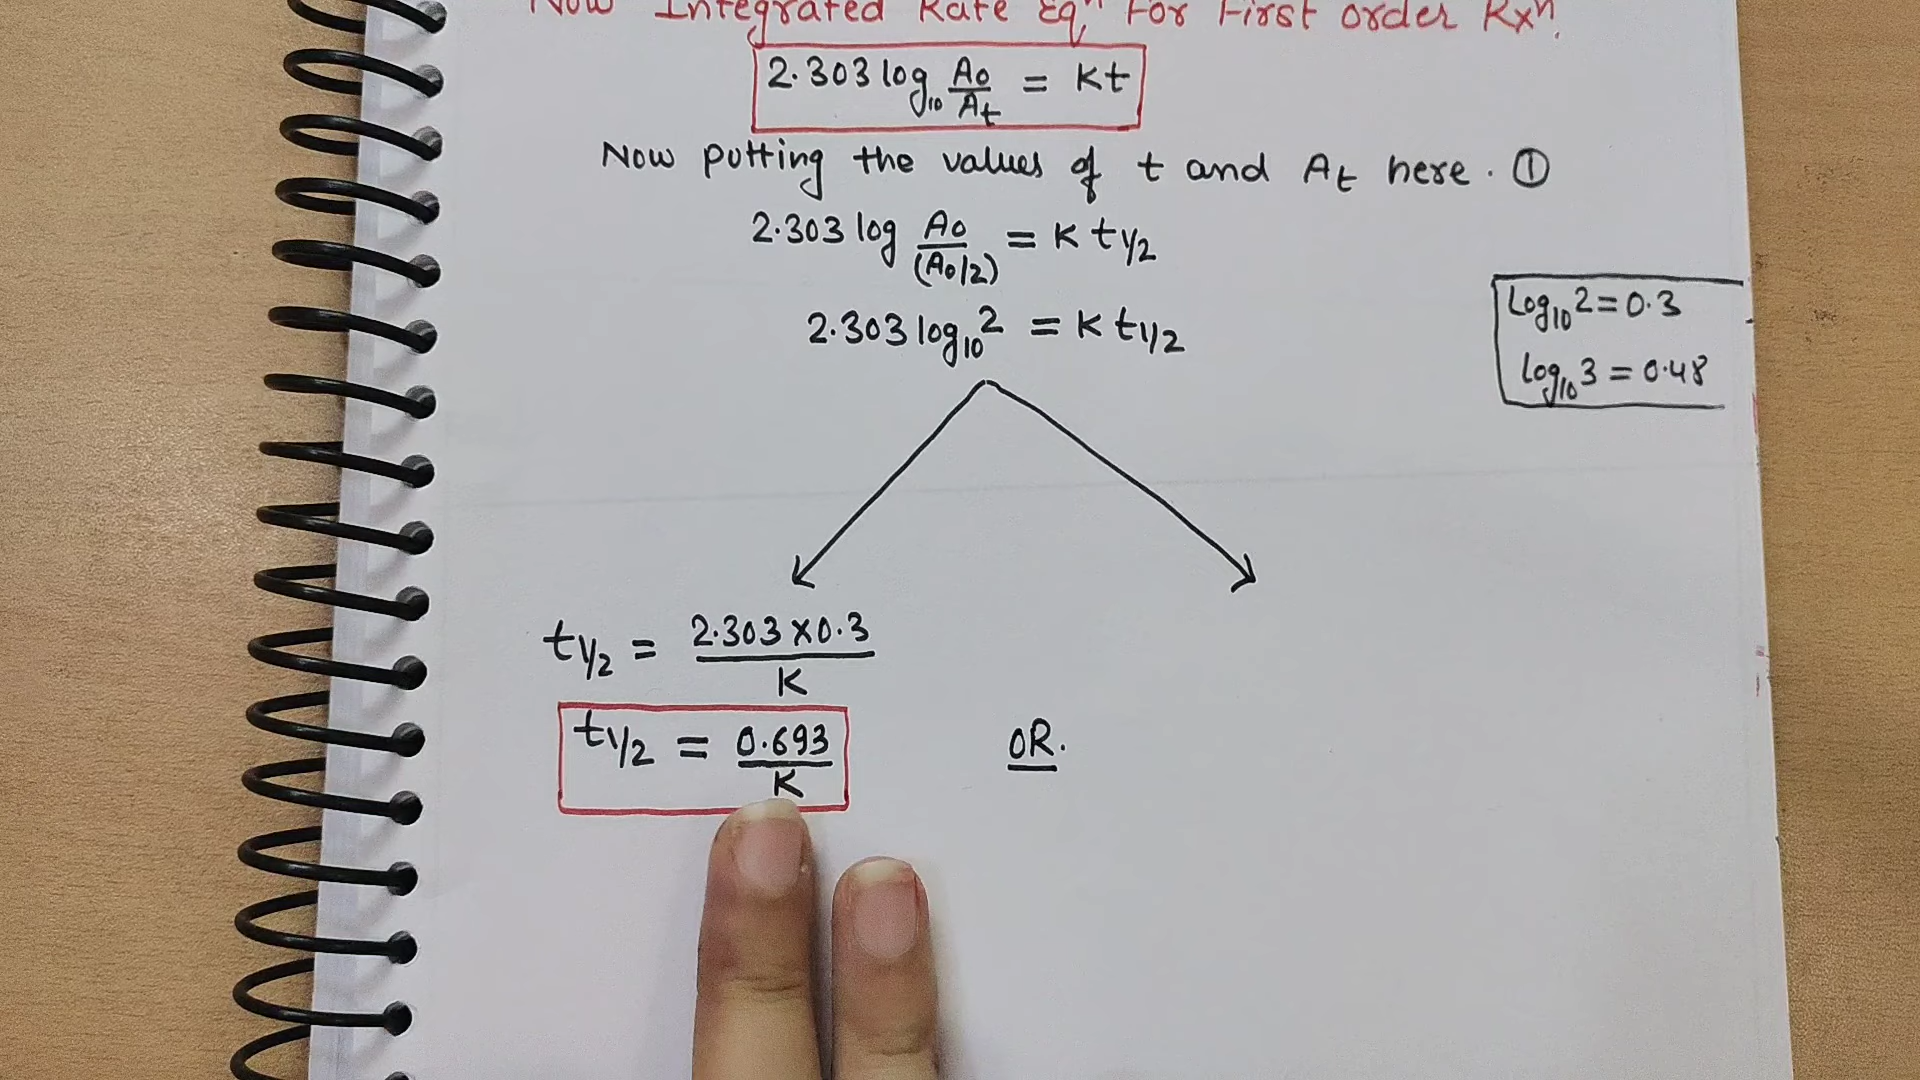 Now Integrated Rate Eqⁿ For First order Rxⁿ.
2.303 log₁₀ A₀/Aₜ = Kt
Now putting the values of t and Aₜ here. ①
2.303 log A₀/(A₀/2) = K t1/2
2.303 log₁₀ 2 = K t1/2
Log₁₀ 2 = 0.3
log₁₀ 3 = 0.48
t1/2 = 2.303 × 0.3 / K
t1/2 = 0.693 / K
OR.